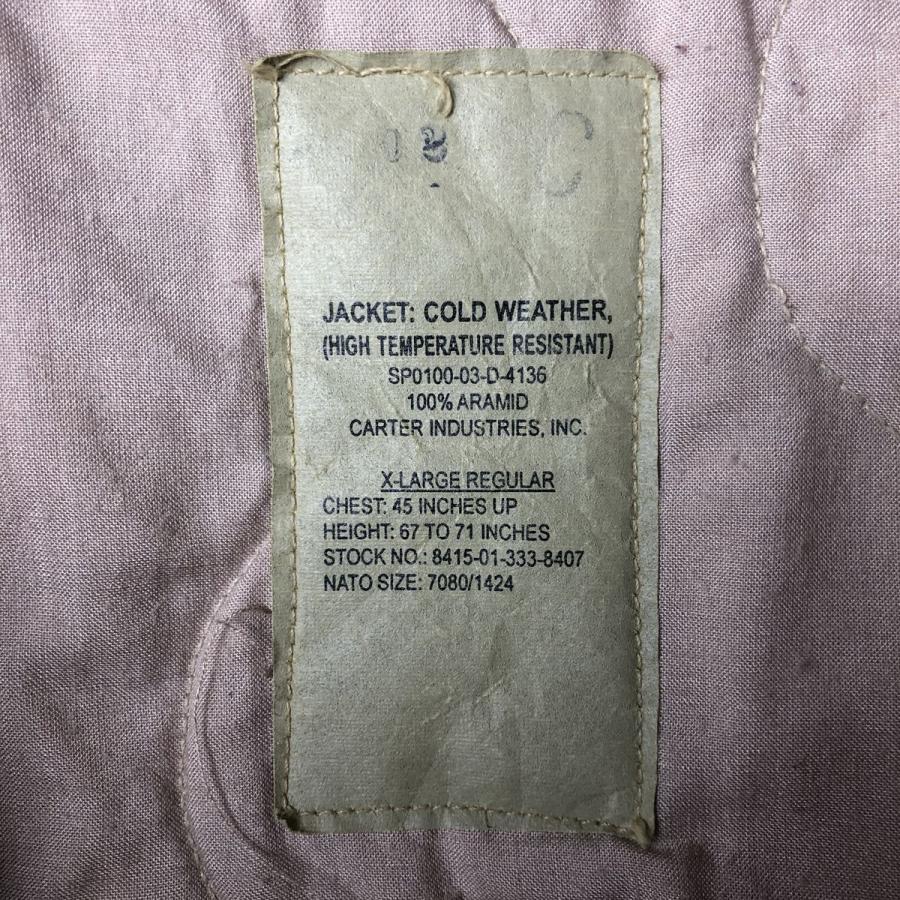 08 C
JACKET: COLD WEATHER,
(HIGH TEMPERATURE RESISTANT)
SP0100-03-D-4136
100% ARAMID
CARTER INDUSTRIES, INC.
X-LARGE REGULAR
CHEST: 45 INCHES UP
HEIGHT: 67 TO 71 INCHES
STOCK NO.: 8415-01-333-8407
NATO SIZE: 7080/1424